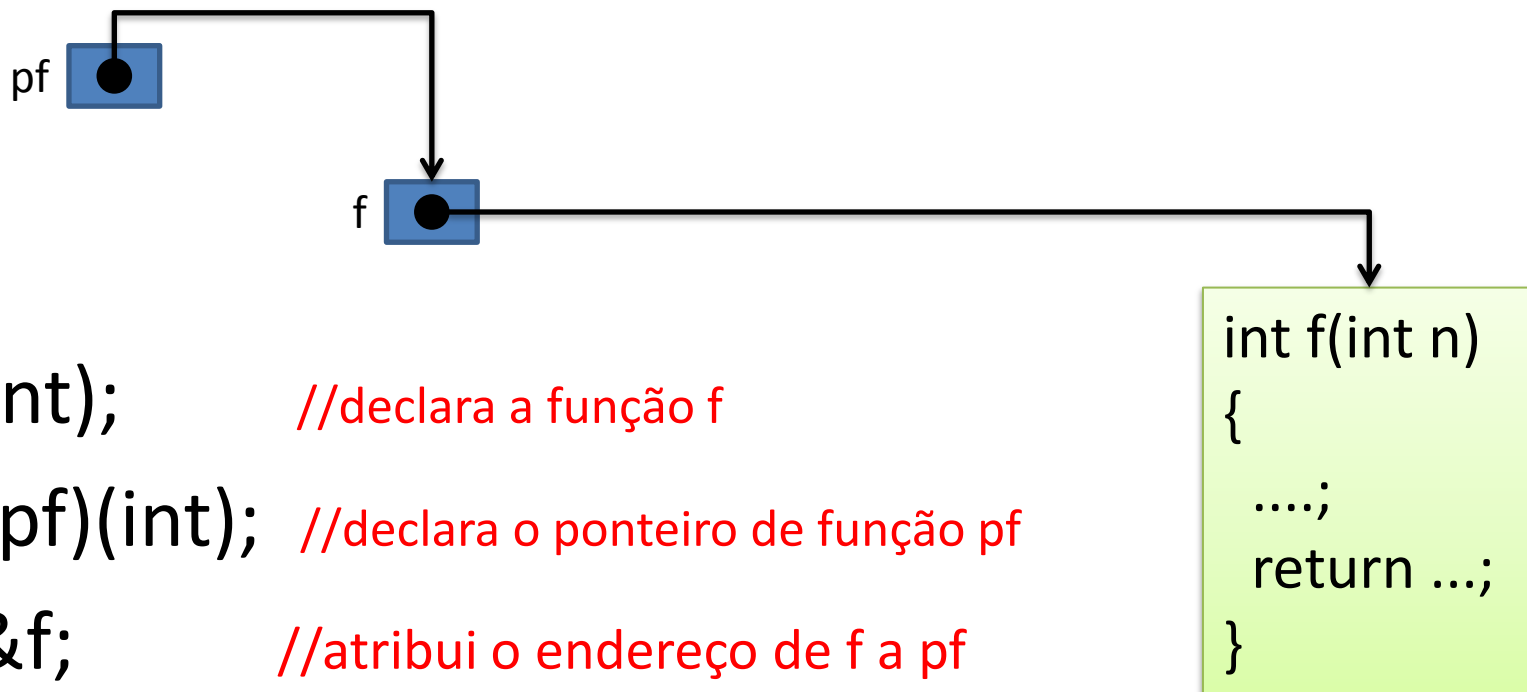 pf
f
nt); //declara a função f
pf)(int); //declara o ponteiro de função pf
&f; //atribui o endereço de f a pf
int f(int n)
{
....;
return ...;
}